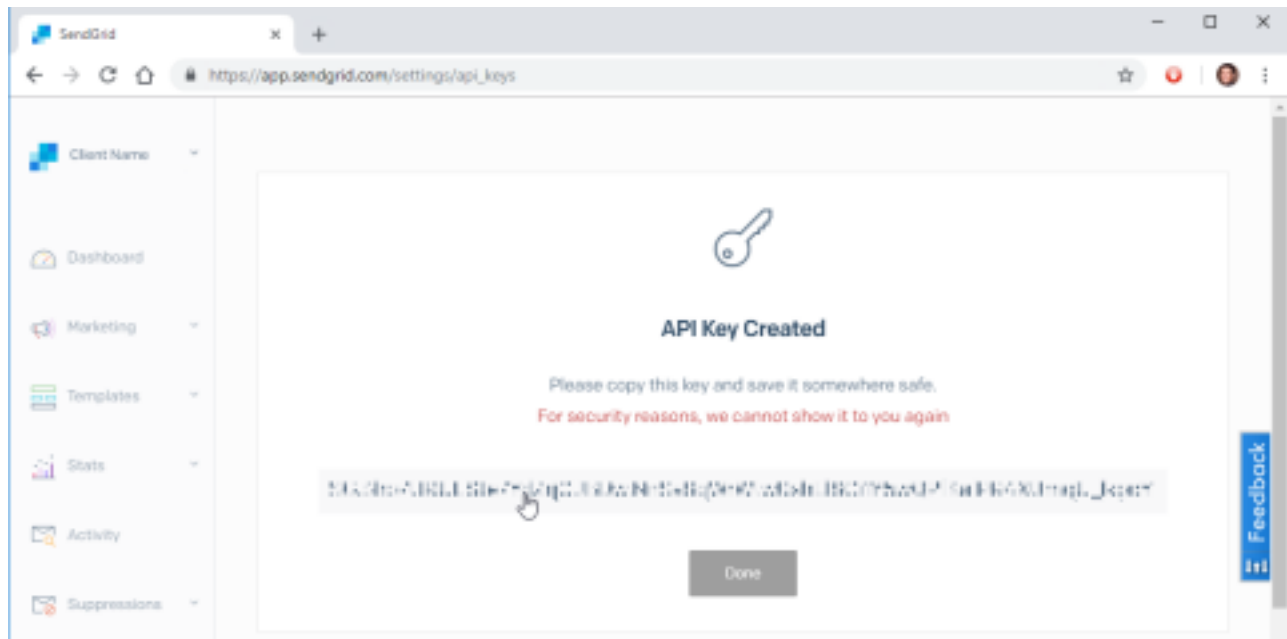 SendGrid
https://app.sendgrid.com/settings/api_keys
Client Name
Dashboard
Marketing
Templates
Stats
Activity
Suppressions
API Key Created
Please copy this key and save it somewhere safe.
For security reasons, we cannot show it to you again
Done
Feedback